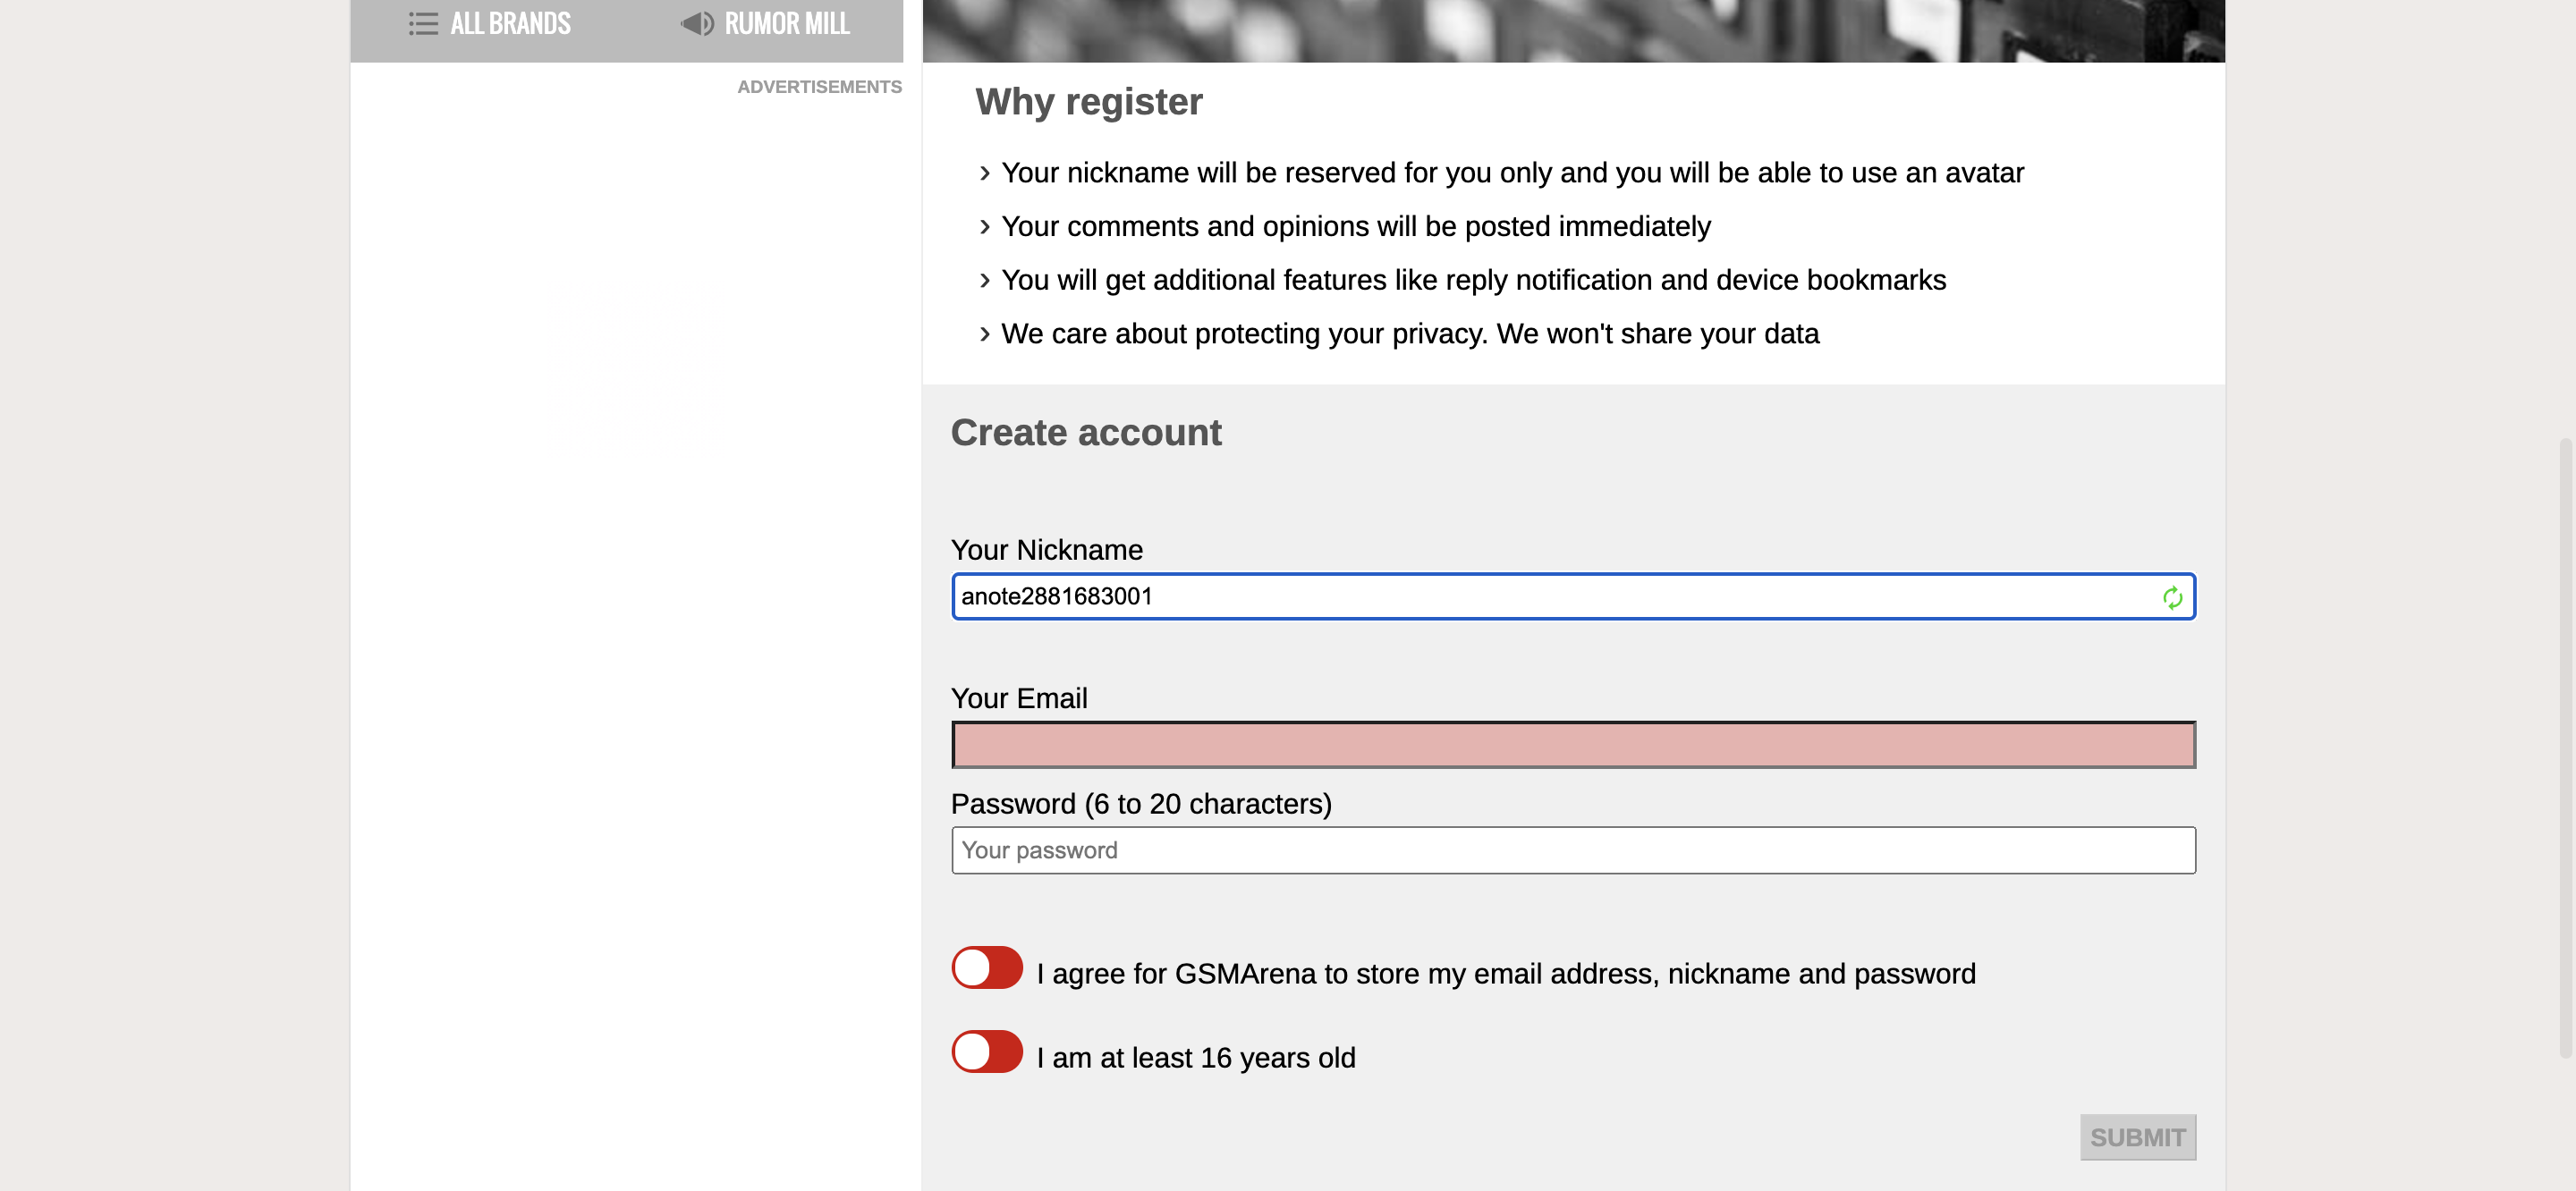 ALL BRANDS
RUMOR MILL
ADVERTISEMENTS
Why register
› Your nickname will be reserved for you only and you will be able to use an avatar
› Your comments and opinions will be posted immediately
› You will get additional features like reply notification and device bookmarks
› We care about protecting your privacy. We won't share your data
Create account
Your Nickname
anote2881683001
Your Email
Password (6 to 20 characters)
Your password
I agree for GSMArena to store my email address, nickname and password
I am at least 16 years old
SUBMIT